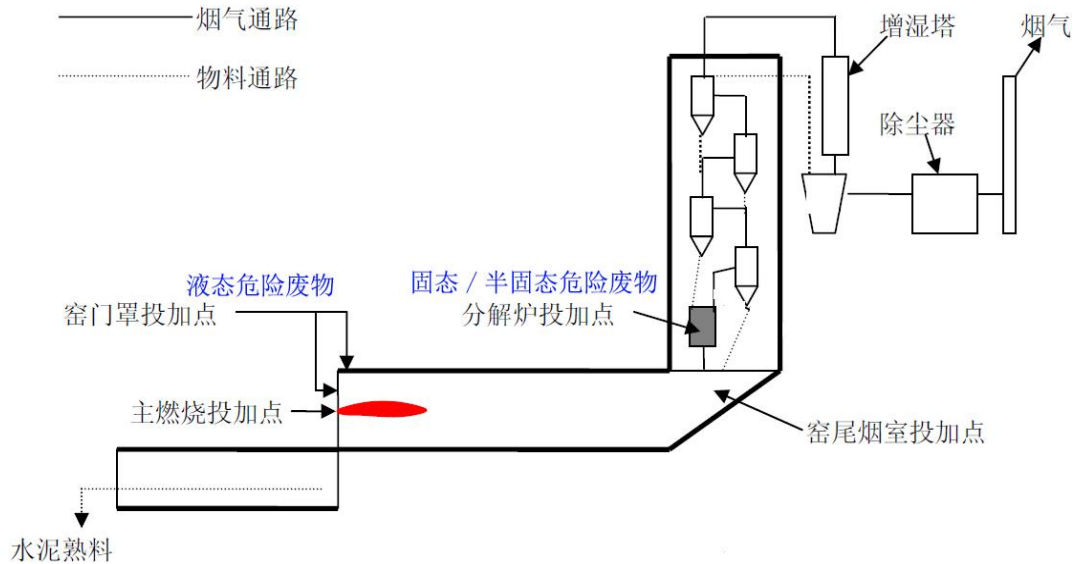 烟气通路
物料通路
增湿塔
烟气
除尘器
液态危险废物
窑门罩投加点
固态/半固态危险废物
分解炉投加点
主燃烧投加点
窑尾烟室投加点
水泥熟料